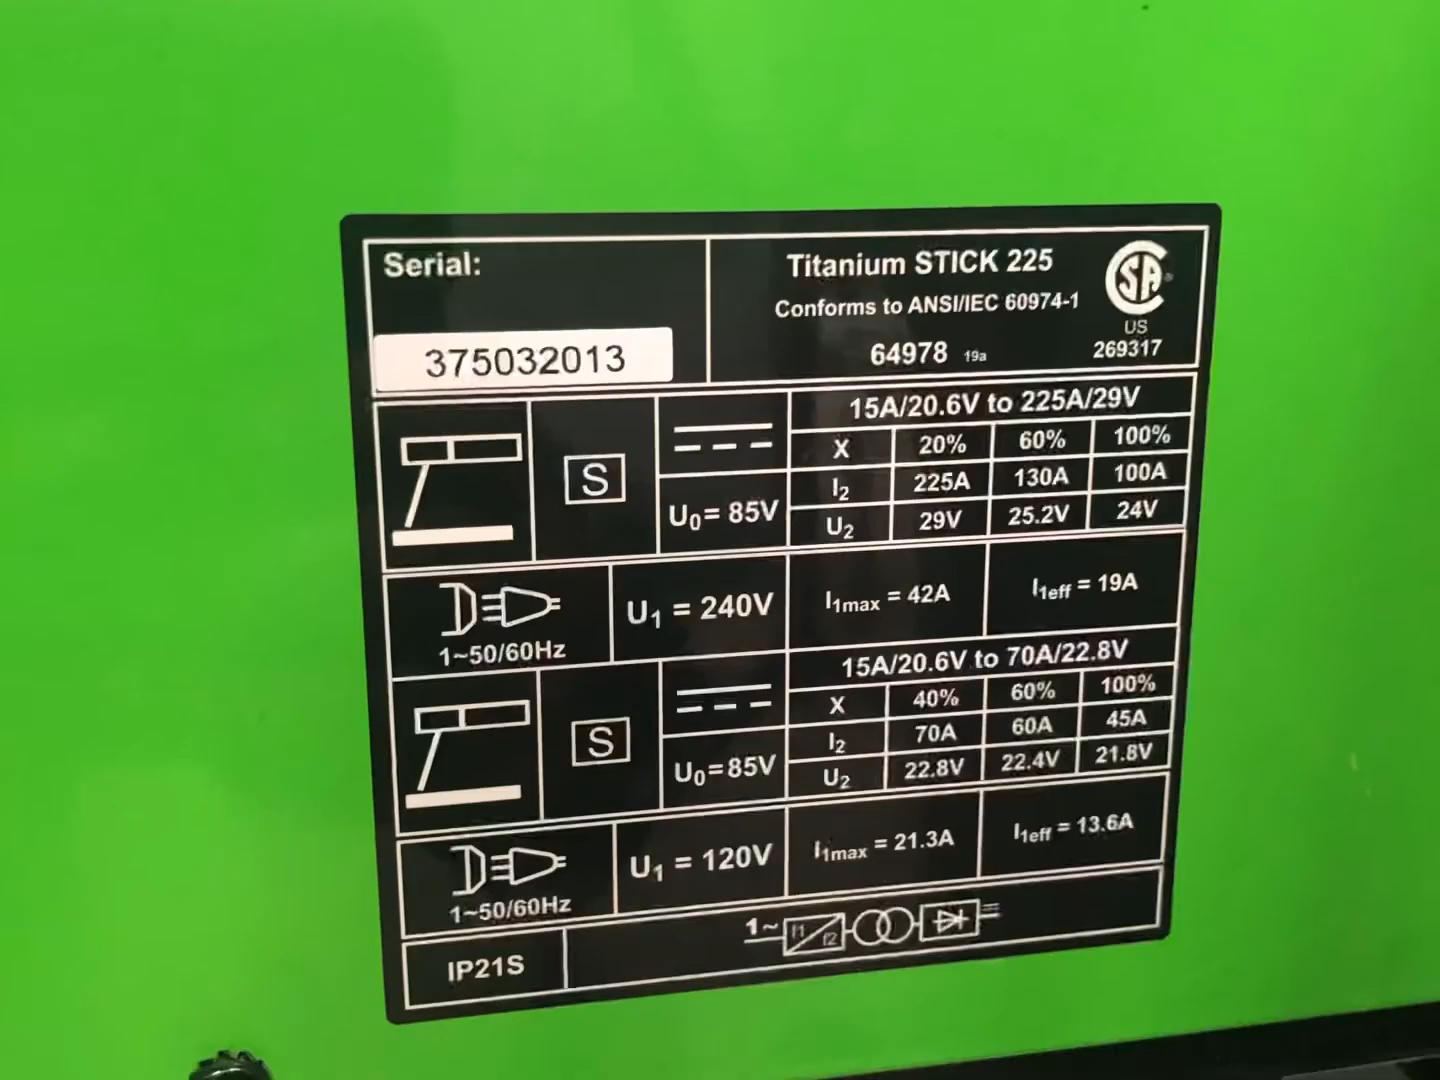 Serial:
375032013
Titanium STICK 225
Conforms to ANSI/IEC 60974-1
64978 19a
CSA
®
US
269317
S
U0= 85V
15A/20.6V to 225A/29V
X 20% 60% 100%
I2 225A 130A 100A
U2 29V 25.2V 24V
1~50/60Hz
U1 = 240V
I1max = 42A
I1eff = 19A
S
U0=85V
15A/20.6V to 70A/22.8V
X 40% 60% 100%
I2 70A 60A 45A
U2 22.8V 22.4V 21.8V
1~50/60Hz
U1 = 120V
I1max = 21.3A
I1eff = 13.6A
IP21S
1~ f1 f2